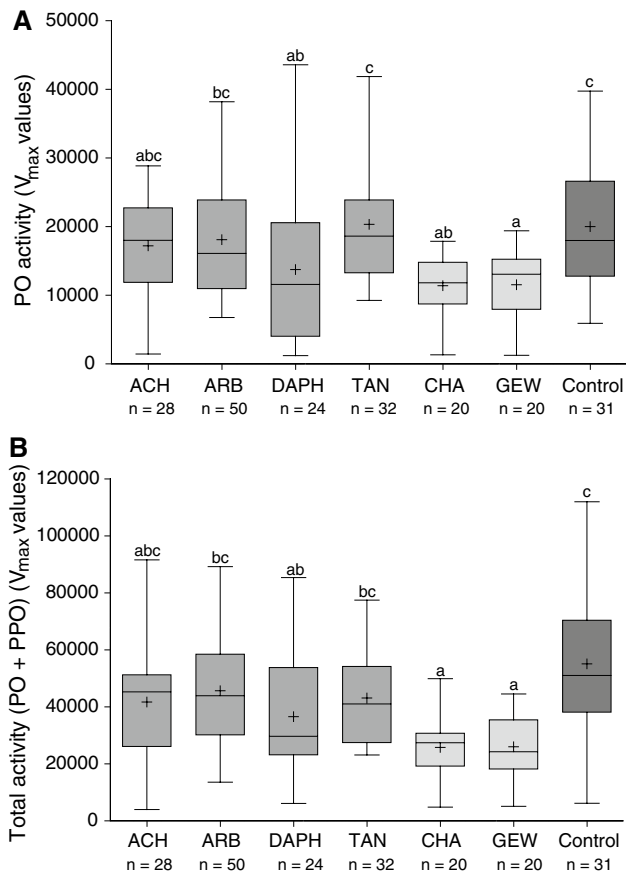 A
PO activity (Vmax values)
50000
40000
30000
20000
10000
0
abc
bc
ab
c
ab
a
c
ACH ARB DAPH TAN CHA GEW Control
n = 28 n = 50 n = 24 n = 32 n = 20 n = 20 n = 31
B
Total activity (PO + PPO) (Vmax values)
120000
100000
80000
60000
40000
20000
0
abc
bc
ab
bc
a
a
c
ACH ARB DAPH TAN CHA GEW Control
n = 28 n = 50 n = 24 n = 32 n = 20 n = 20 n = 31